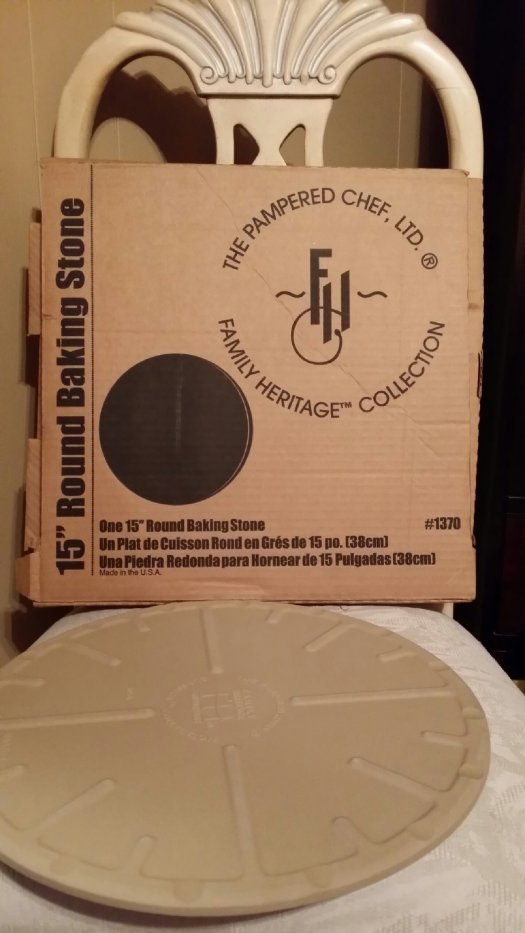 15” Round Baking Stone
THE PAMPERED CHEF, LTD. ®
FH
FAMILY HERITAGE™ COLLECTION
One 15” Round Baking Stone
#1370
Un Plat de Cuisson Rond en Grés de 15 po. (38cm)
Una Piedra Redonda para Hornear de 15 Pulgadas (38cm)
Made in the U.S.A.